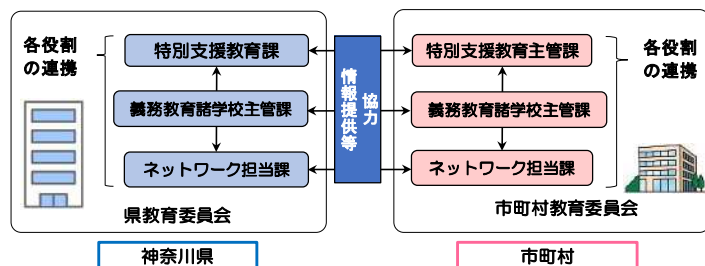 各役割
の連携
特別支援教育課
義務教育諸学校主管課
ネットワーク担当課
県教育委員会
神奈川県
協力
情報提供等
特別支援教育主管課
義務教育諸学校主管課
ネットワーク担当課
各役割
の連携
市町村教育委員会
市町村